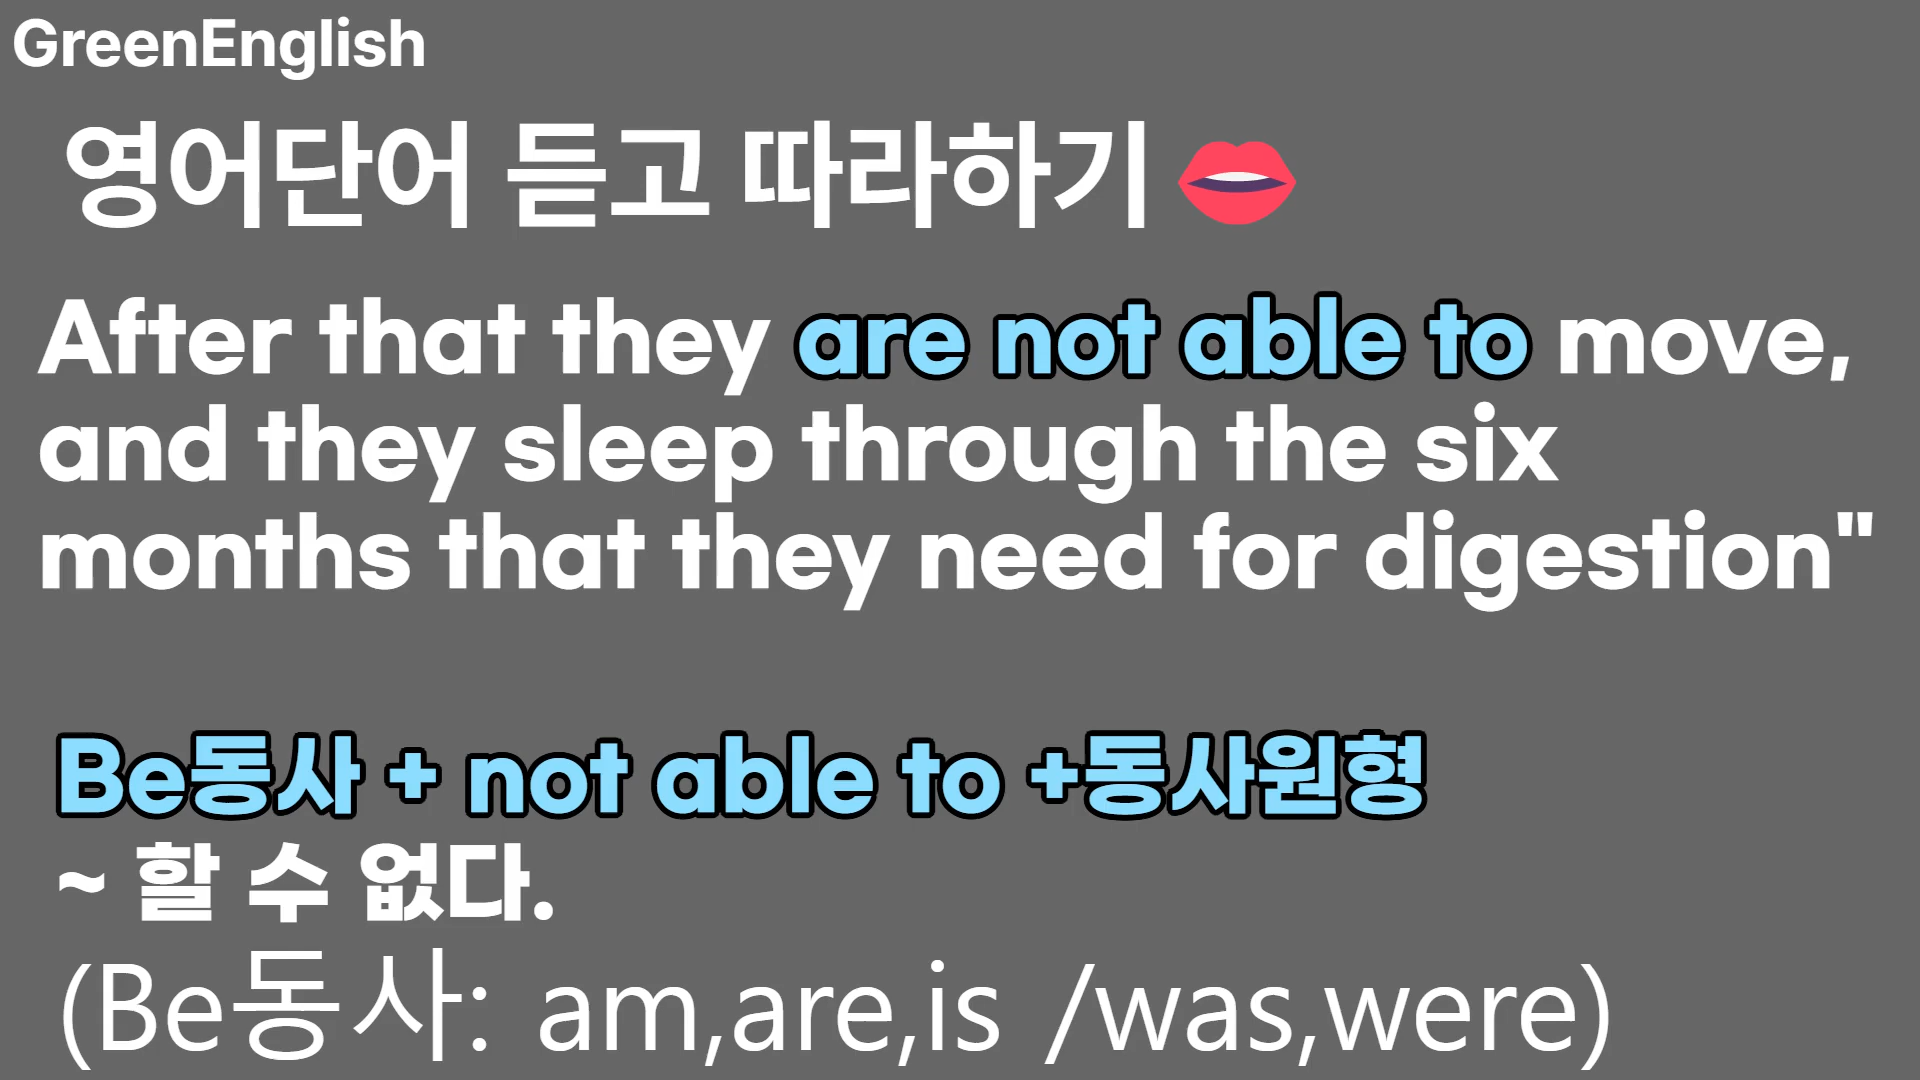 GreenEnglish
영어단어 듣고 따라하기
After that they are not able to move,
and they sleep through the six
months that they need for digestion"
Be동사 + not able to +동사원형
~ 할 수 없다.
(Be동사: am,are,is /was,were)